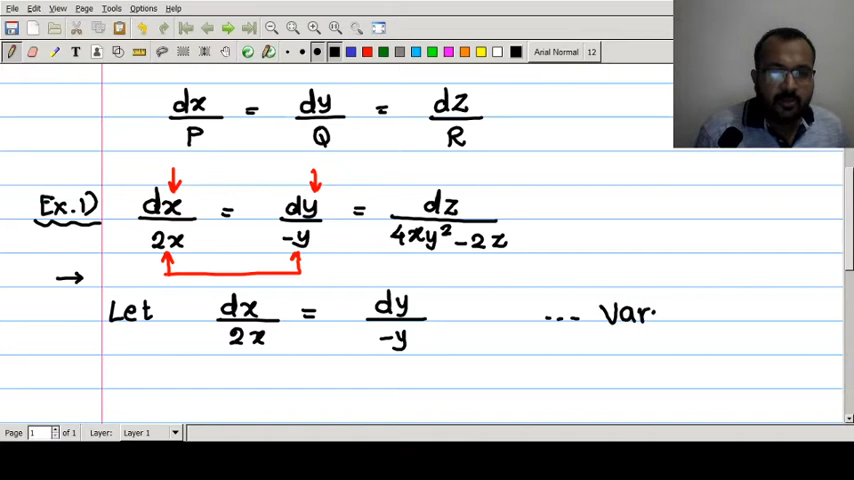 File Edit View Page Tools Options Help
Arial Normal 12
dx/P = dy/Q = dz/R
Ex.1) dx/2x = dy/-y = dz/4xy²-2z
→
Let dx/2x = dy/-y ... Var.
Page 1 of 1 Layer: Layer 1